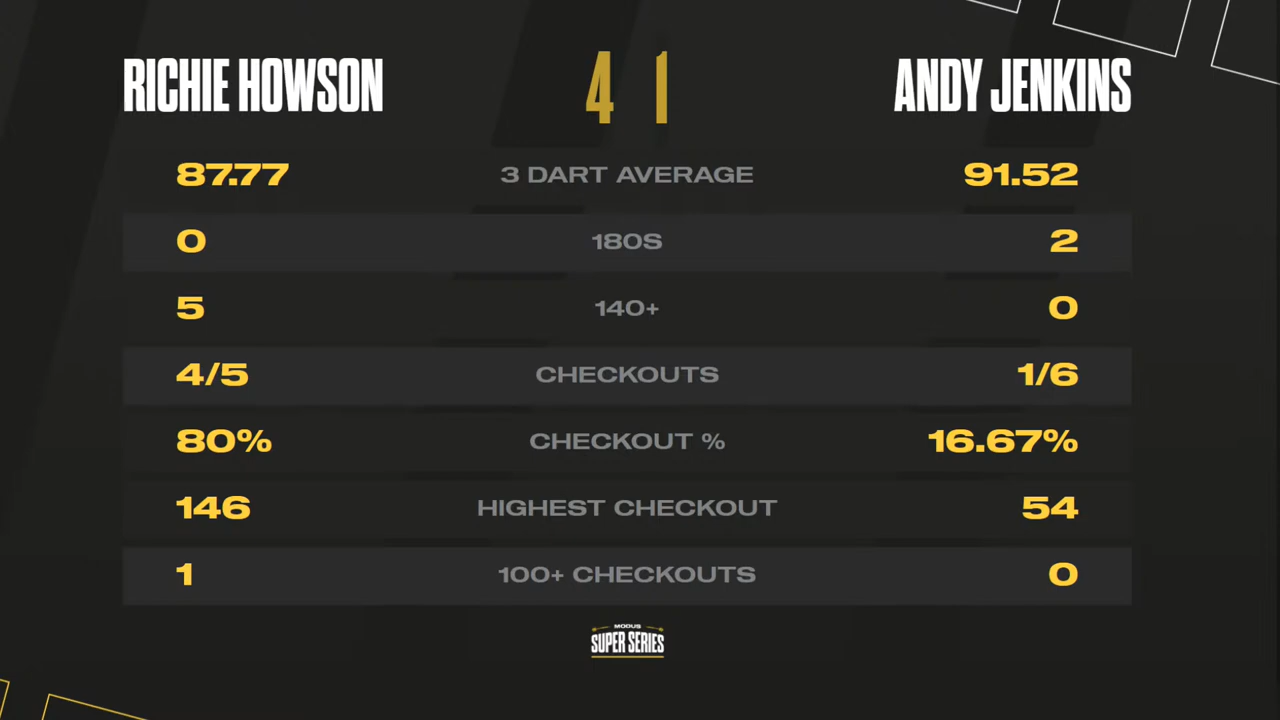 RICHIE HOWSON 4 1 ANDY JENKINS
87.77 3 DART AVERAGE 91.52
0 180S 2
5 140+ 0
4/5 CHECKOUTS 1/6
80% CHECKOUT % 16.67%
146 HIGHEST CHECKOUT 54
1 100+ CHECKOUTS 0
MODUS
SUPER SERIES